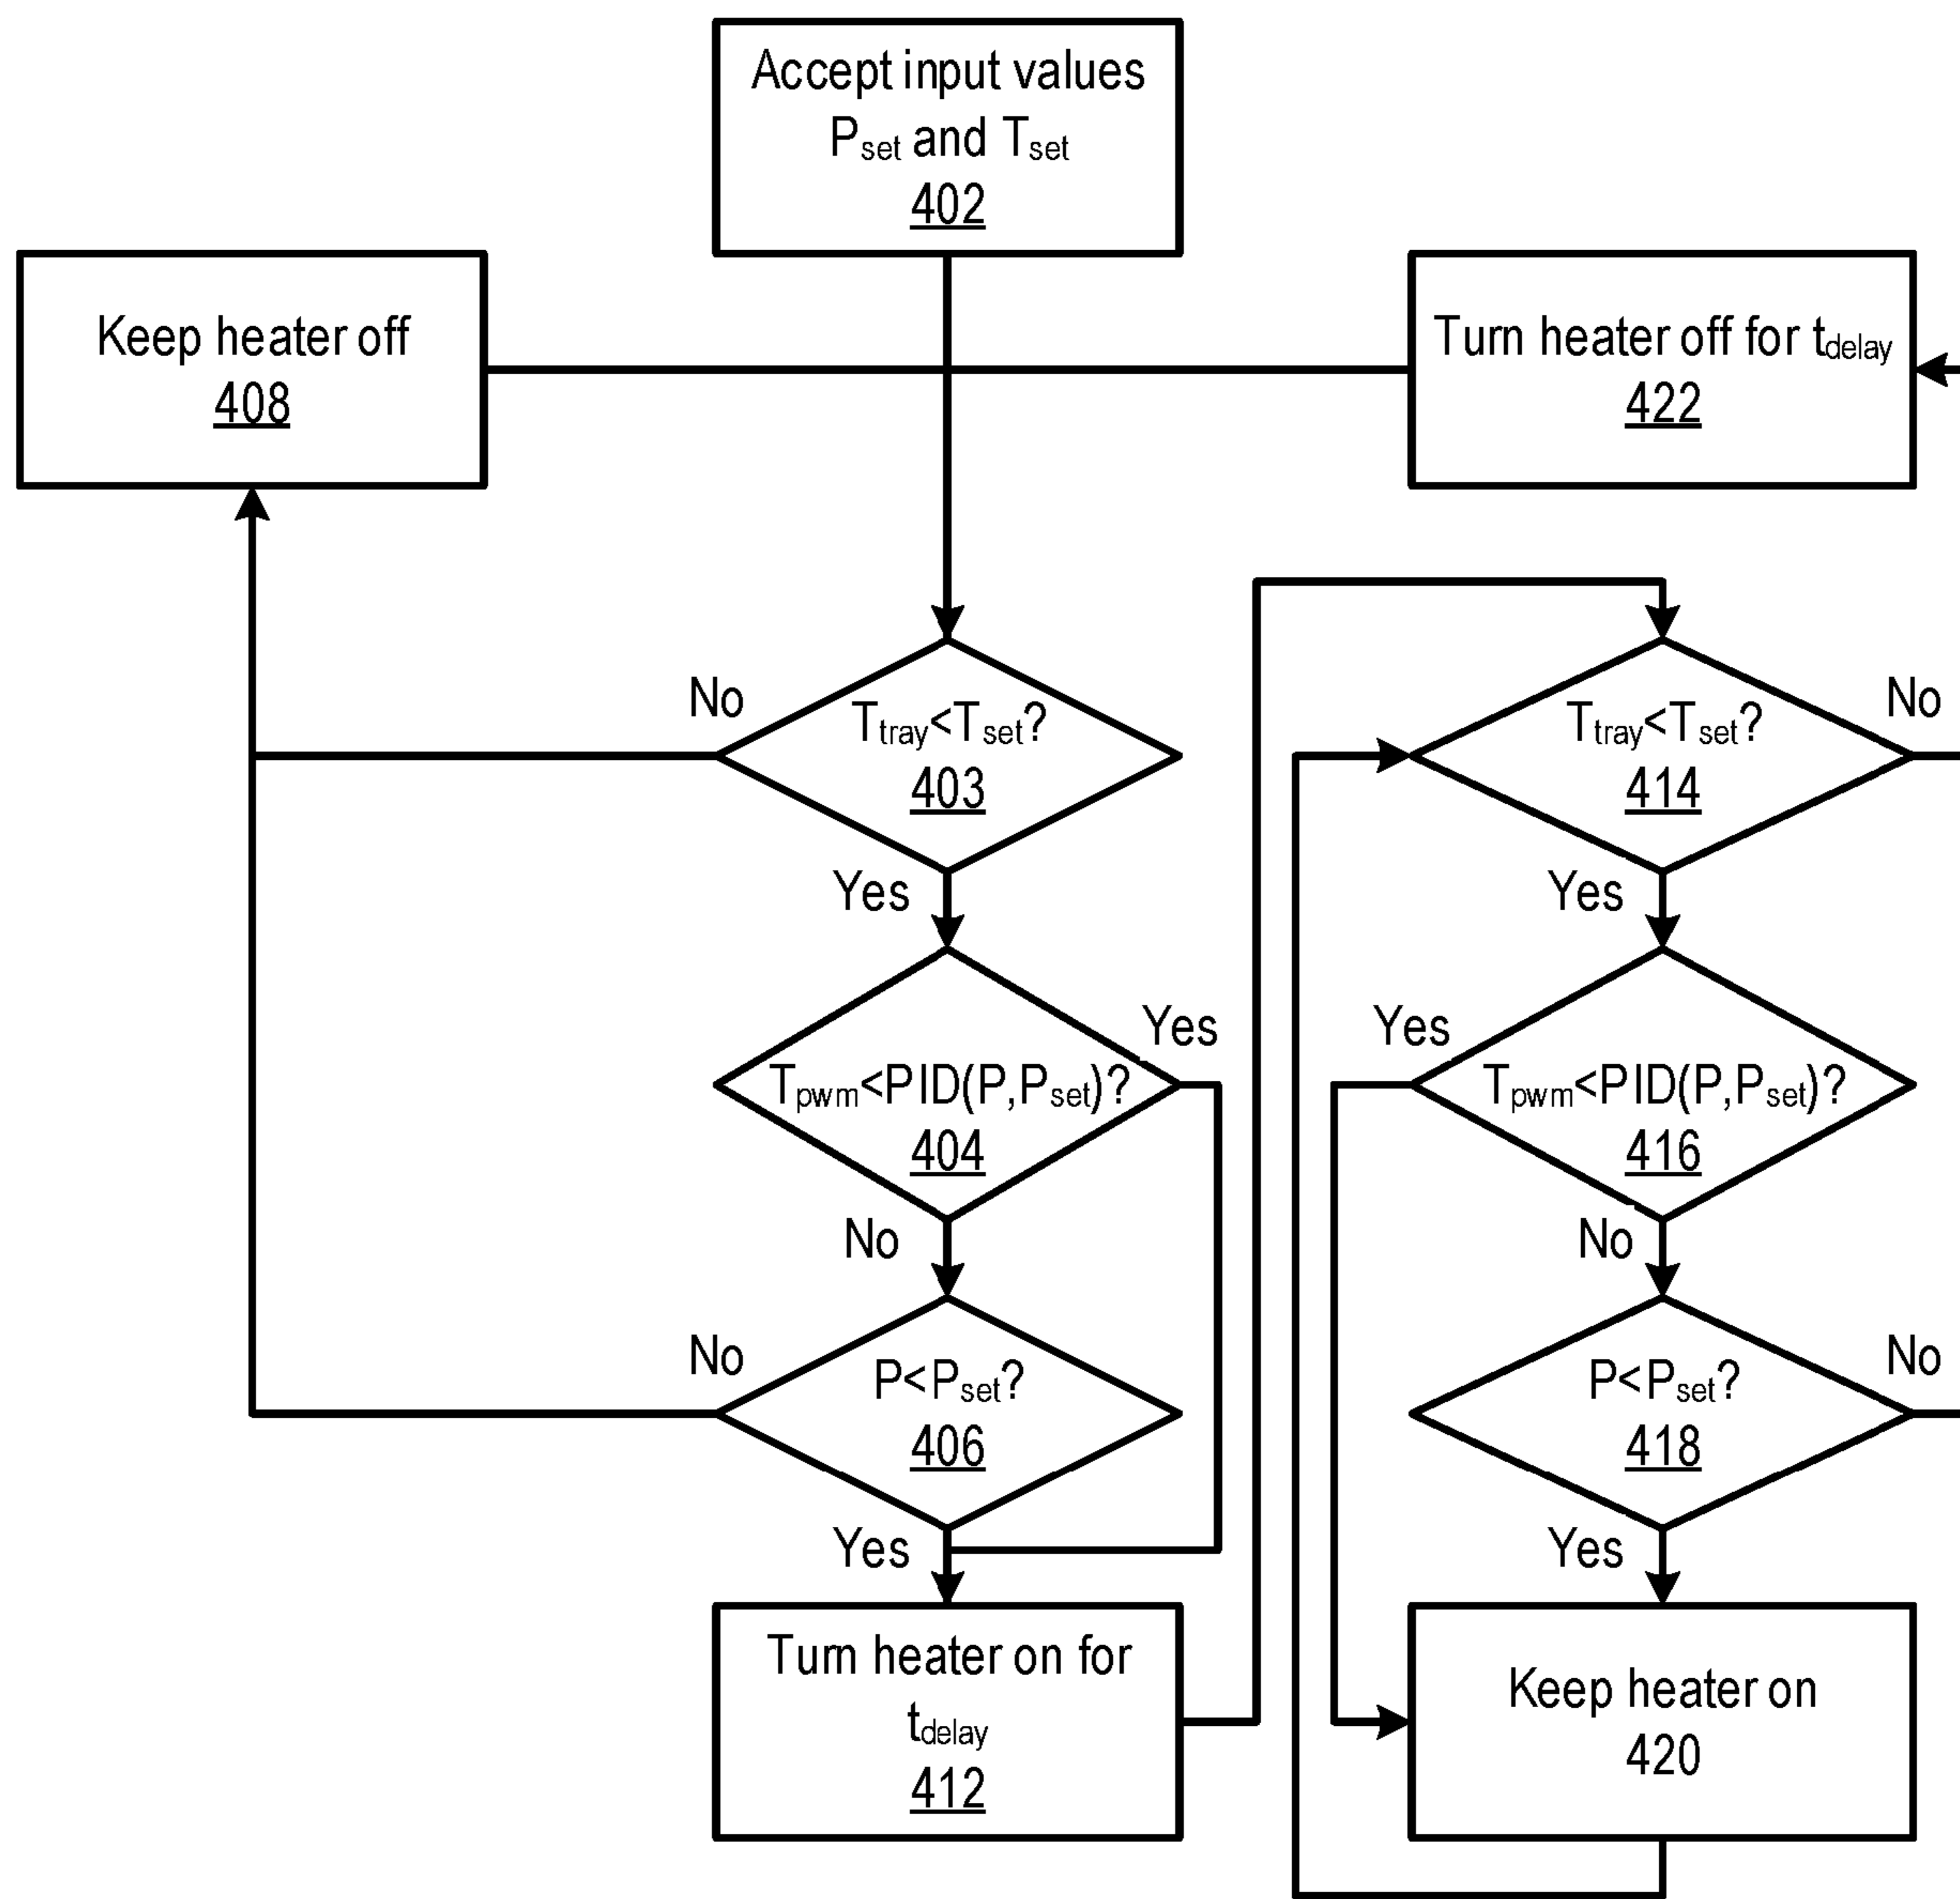 Accept input values
Pset and Tset
402
Keep heater off
408
Turn heater off for tdelay
422
No
Ttray<Tset?
403
Yes
Ttray<Tset?
414
No
Yes
Tpwm<PID(P,Pset)?
404
Yes
No
Yes
Tpwm<PID(P,Pset)?
416
No
No
P<Pset?
406
Yes
P<Pset?
418
No
Yes
Turn heater on for
tdelay
412
Keep heater on
420